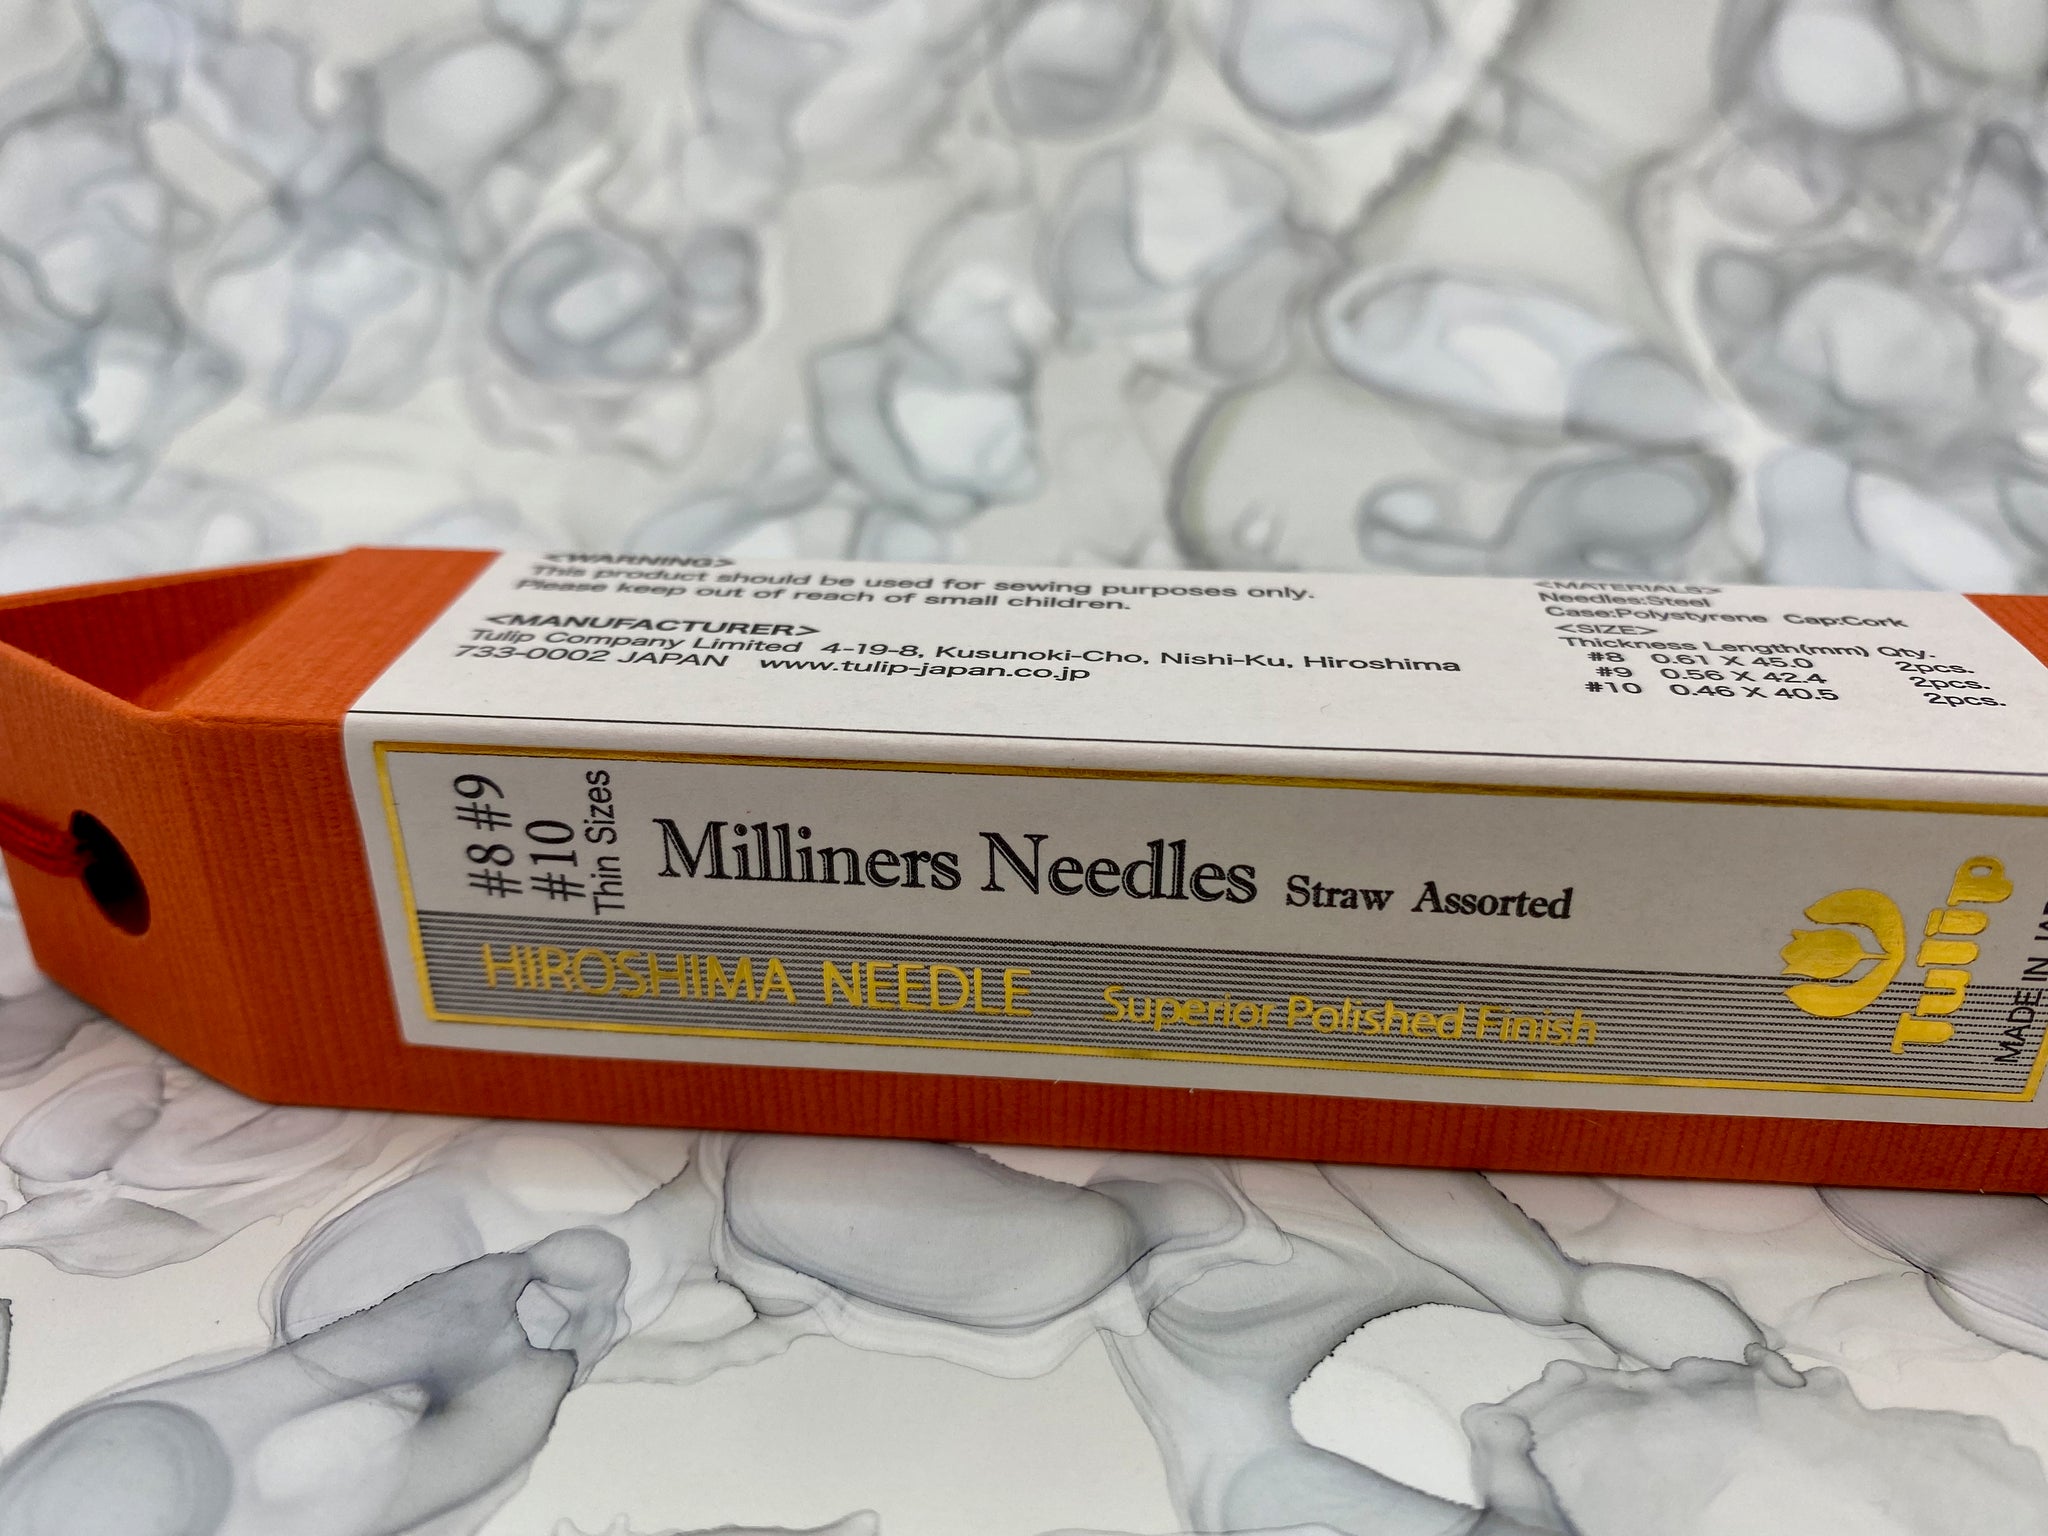 <WARNING>
This product should be used for sewing purposes only.
Please keep out of reach of small children.
<MANUFACTURER>
Tulip Company Limited 4-19-8, Kusunoki-Cho, Nishi-Ku, Hiroshima
733-0002 JAPAN www.tulip-japan.co.jp
<MATERIALS>
Needles:Steel
Case:Polystyrene Cap:Cork
<SIZE>
Thickness Length(mm) Qty.
#8 0.61 X 45.0 2pcs.
#9 0.56 X 42.4 2pcs.
#10 0.46 X 40.5 2pcs.
#8 #9
#10
Thin Sizes
Milliners Needles Straw Assorted
HIROSHIMA NEEDLE Superior Polished Finish
Tulip
MADE IN